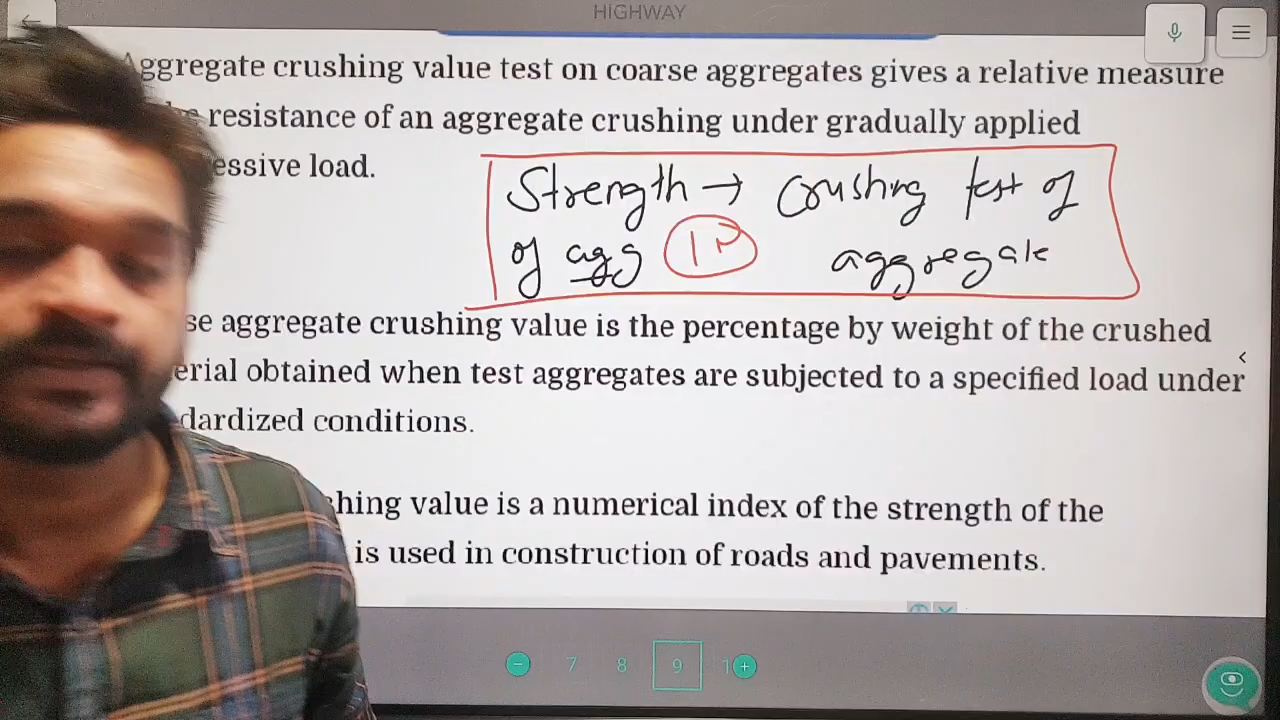 HIGHWAY
Aggregate crushing value test on coarse aggregates gives a relative measure
resistance of an aggregate crushing under gradually applied
essive load.
Strength → Crushing test of
of agg aggregate
se aggregate crushing value is the percentage by weight of the crushed
erial obtained when test aggregates are subjected to a specified load under
dardized conditions.
hing value is a numerical index of the strength of the
is used in construction of roads and pavements.
7 8 9 1